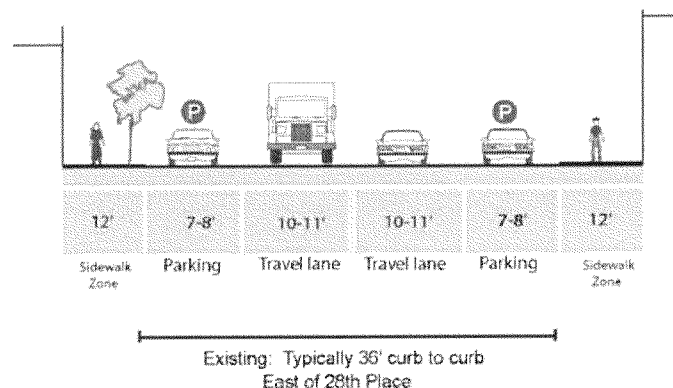 P
P
12' 7-8' 10-11' 10-11' 7-8' 12'
Sidewalk Zone Parking Travel lane Travel lane Parking Sidewalk Zone
Existing: Typically 36' curb to curb
East of 28th Place